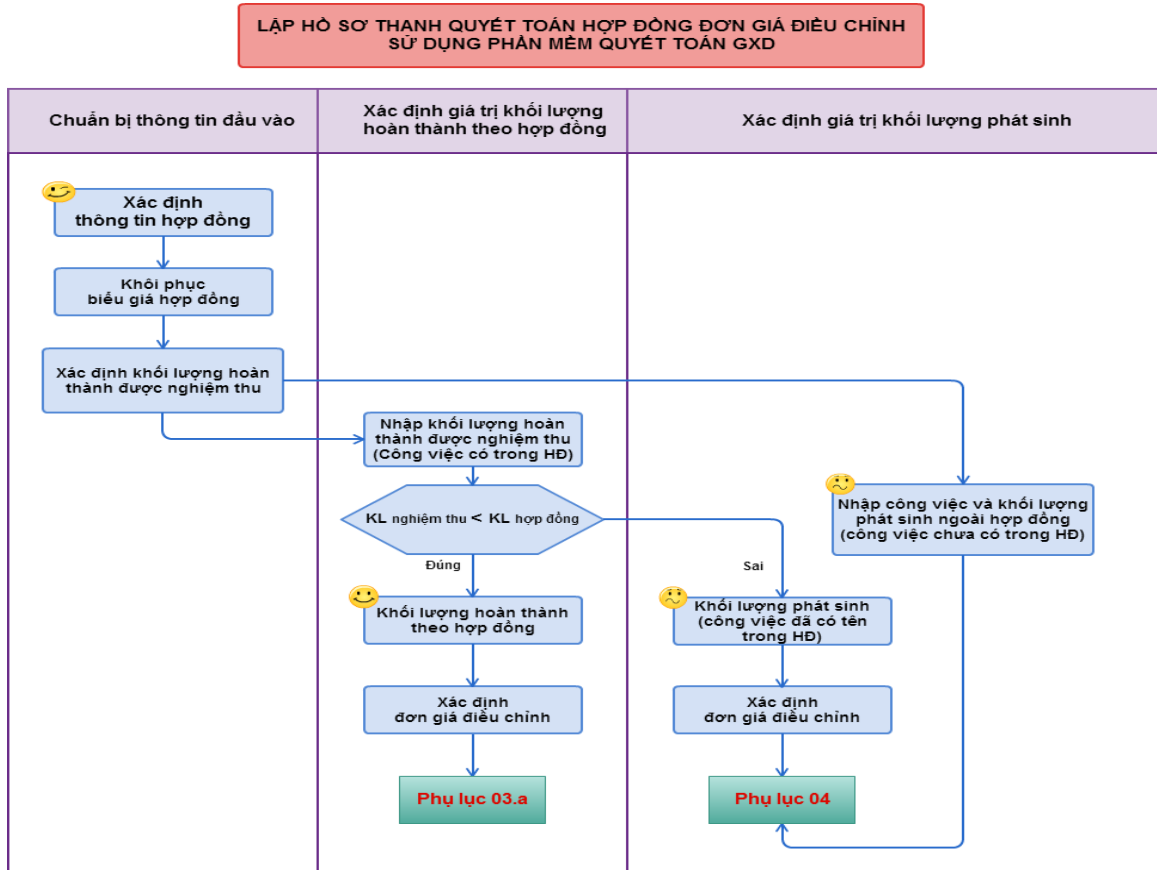 LẬP HỒ SƠ THANH QUYẾT TOÁN HỢP ĐỒNG ĐƠN GIÁ ĐIỀU CHỈNH
SỬ DỤNG PHẦN MỀM QUYẾT TOÁN GXD
Chuẩn bị thông tin đầu vào
Xác định giá trị khối lượng
hoàn thành theo hợp đồng
Xác định giá trị khối lượng phát sinh
Xác định
thông tin hợp đồng
Khôi phục
biểu giá hợp đồng
Xác định khối lượng hoàn
thành được nghiệm thu
Nhập khối lượng hoàn
thành được nghiệm thu
(Công việc có trong HĐ)
KL nghiệm thu < KL hợp đồng
Đúng
Sai
Khối lượng hoàn thành
theo hợp đồng
Xác định
đơn giá điều chỉnh
Phụ lục 03.a
Khối lượng phát sinh
(công việc đã có tên
trong HĐ)
Xác định
đơn giá điều chỉnh
Phụ lục 04
Nhập công việc và khối lượng
phát sinh ngoài hợp đồng
(công việc chưa có trong HĐ)